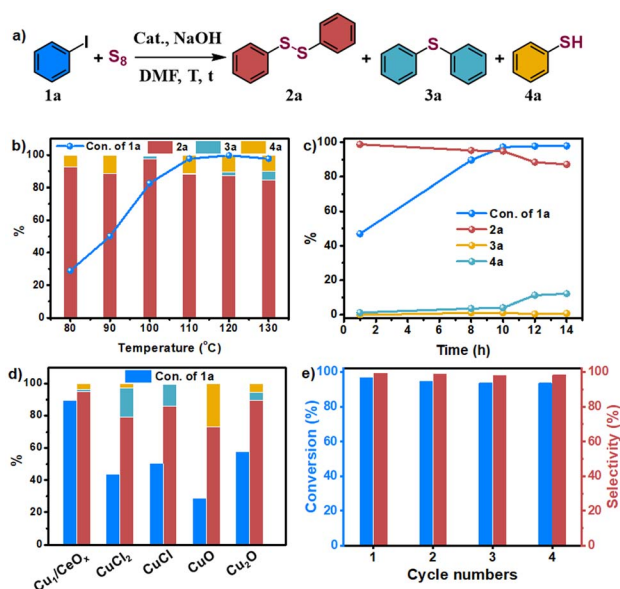 a)
I
SH
+ S8
Cat., NaOH
DMF, T, t
S
S
+
S
+
1a
2a
3a
4a
b)
Con. of 1a
2a
3a
4a
100
80
60
40
20
0
%
80
90
100
110
120
130
Temperature (°C)
c)
100
80
60
40
20
0
%
Con. of 1a
2a
3a
4a
0
2
4
6
8
10
12
14
Time (h)
d)
Con. of 1a
100
80
60
40
20
0
%
Cu₁/CeOₓ
CuCl₂
CuCl
CuO
Cu₂O
e)
100
80
60
40
20
0
Conversion (%)
100
80
60
40
20
0
Selectivity (%)
1
2
3
4
Cycle numbers